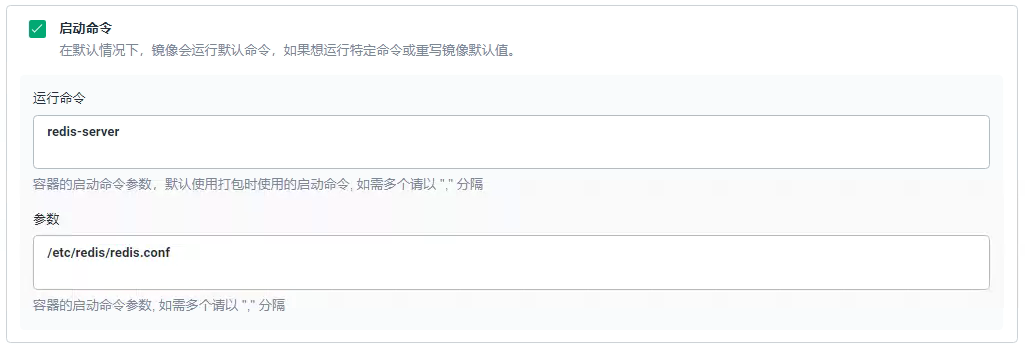 启动命令
在默认情况下，镜像会运行默认命令，如果想运行特定命令或重写镜像默认值。
运行命令
redis-server
容器的启动命令参数，默认使用打包时使用的启动命令, 如需多个请以 "," 分隔
参数
/etc/redis/redis.conf
容器的启动命令参数, 如需多个请以 "," 分隔